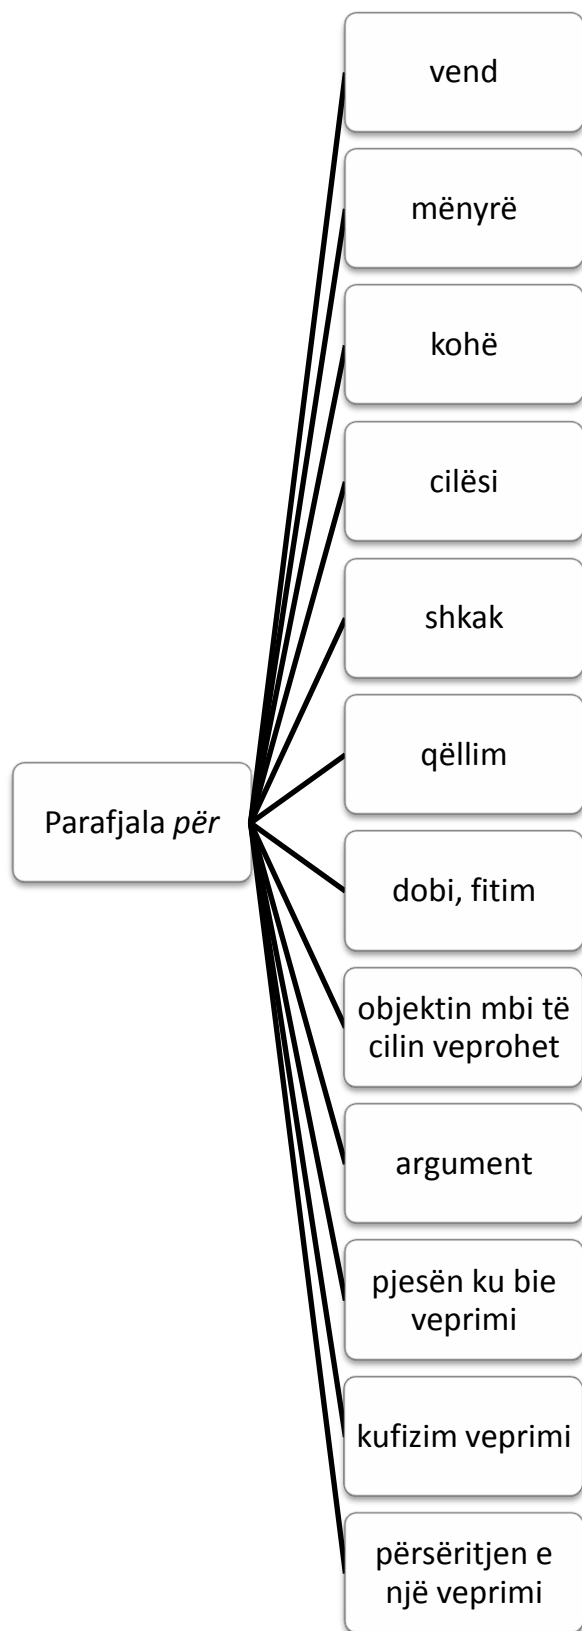 vend
mënyrë
kohë
cilësi
shkak
qëllim
Parafjala për
dobi, fitim
objektin mbi të
cilin veprohet
argument
pjesën ku bie
veprimi
kufizim veprimi
përsëritjen e
një veprimi